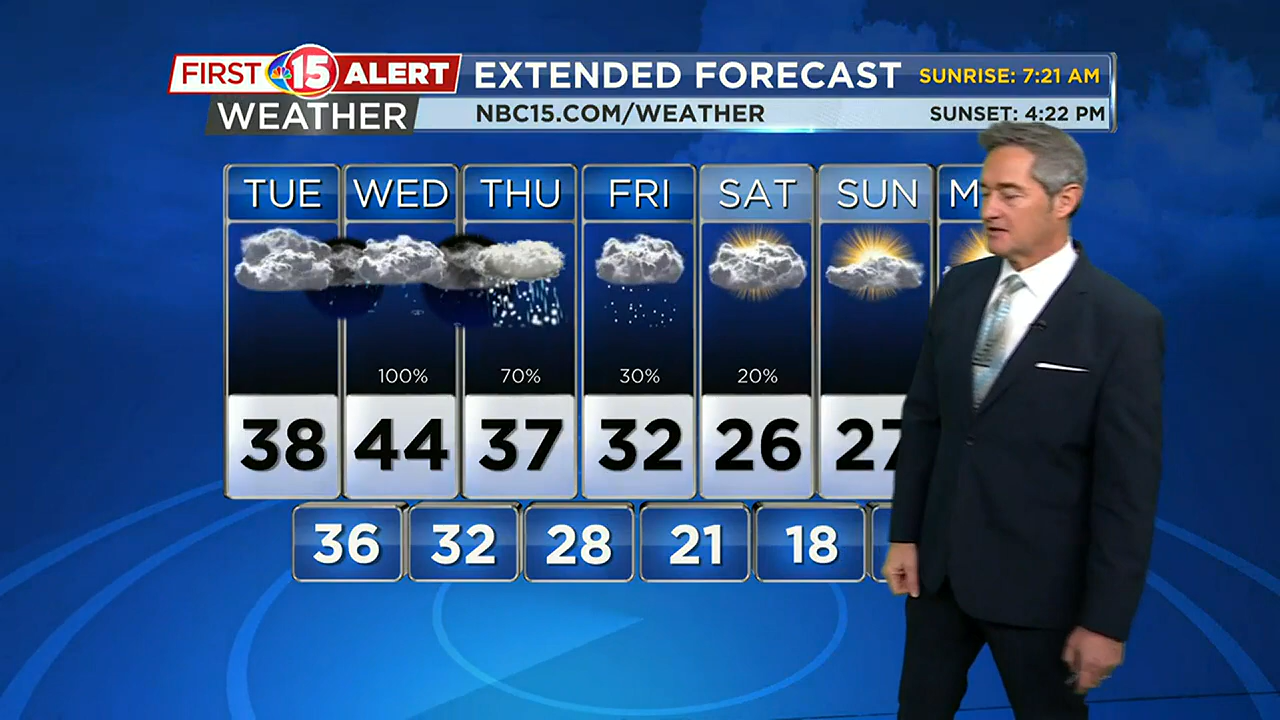 FIRST 15 ALERT
WEATHER
EXTENDED FORECAST
SUNRISE: 7:21 AM
NBC15.COM/WEATHER
SUNSET: 4:22 PM
TUE WED THU FRI SAT SUN M
100% 70% 30% 20%
38 44 37 32 26 27
36 32 28 21 18